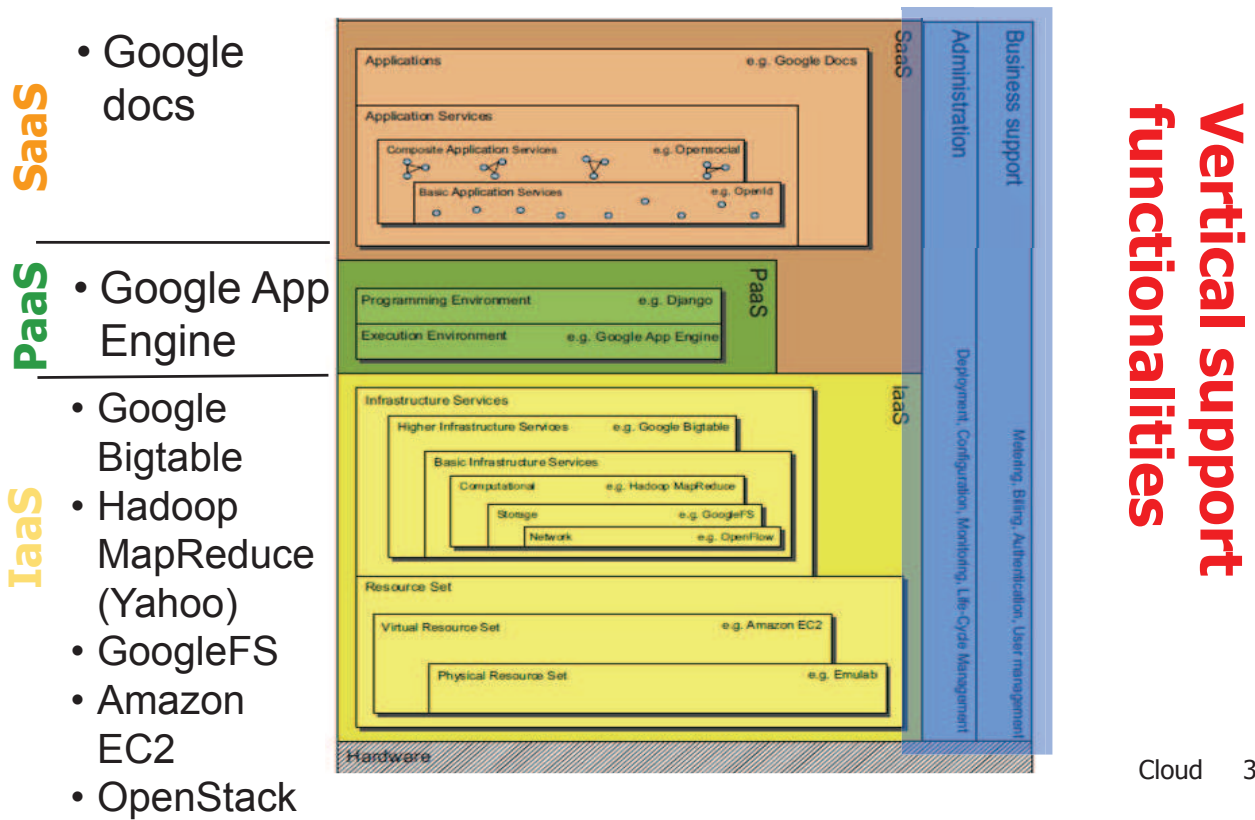 SaaS
• Google
docs
PaaS
• Google App
Engine
IaaS
• Google
Bigtable
• Hadoop
MapReduce
(Yahoo)
• GoogleFS
• Amazon
EC2
• OpenStack
SaaS
Applications e.g. Google Docs
Application Services
Composite Application Services e.g. Opensocial
Basic Application Services e.g. OpenId
PaaS
Programming Environment e.g. Django
Execution Environment e.g. Google App Engine
IaaS
Infrastructure Services
Higher Infrastructure Services e.g. Google Bigtable
Basic Infrastructure Services
Computational e.g. Hadoop MapReduce
Storage e.g. GoogleFS
Network e.g. OpenFlow
Resource Set
Virtual Resource Set e.g. Amazon EC2
Physical Resource Set e.g. Emulab
Hardware
Administration
Deployment, Configuration, Monitoring, Life-Cycle Management
Business support
Metering, Billing, Authentication, User management
Vertical support
functionalities
Cloud 3